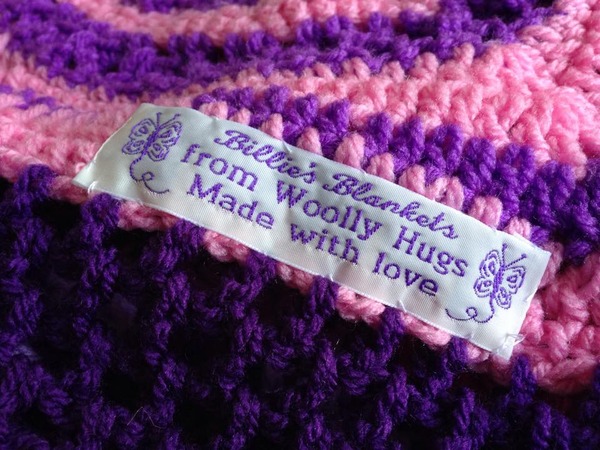 Billie's Blankets
from Woolly Hugs
Made with love